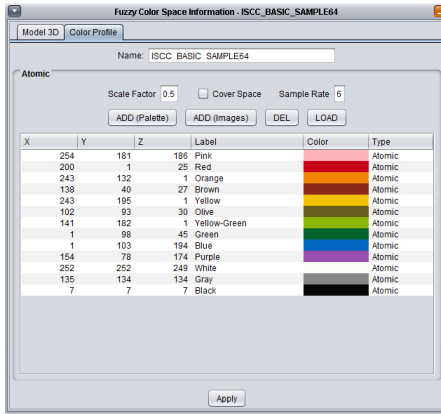 Fuzzy Color Space Information - ISCC_BASIC_SAMPLE64
Model 3D Color Profile
Name: ISCC_BASIC_SAMPLE64
Atomic
Scale Factor 0.5 Cover Space Sample Rate 6
ADD (Palette) ADD (Images) DEL LOAD
X Y Z Label Color Type
254 181 186 Pink Atomic
200 1 25 Red Atomic
243 132 1 Orange Atomic
138 40 27 Brown Atomic
243 195 1 Yellow Atomic
102 93 30 Olive Atomic
141 182 1 Yellow-Green Atomic
1 98 45 Green Atomic
1 103 194 Blue Atomic
154 78 174 Purple Atomic
252 252 249 White Atomic
135 134 134 Gray Atomic
7 7 7 Black Atomic
Apply